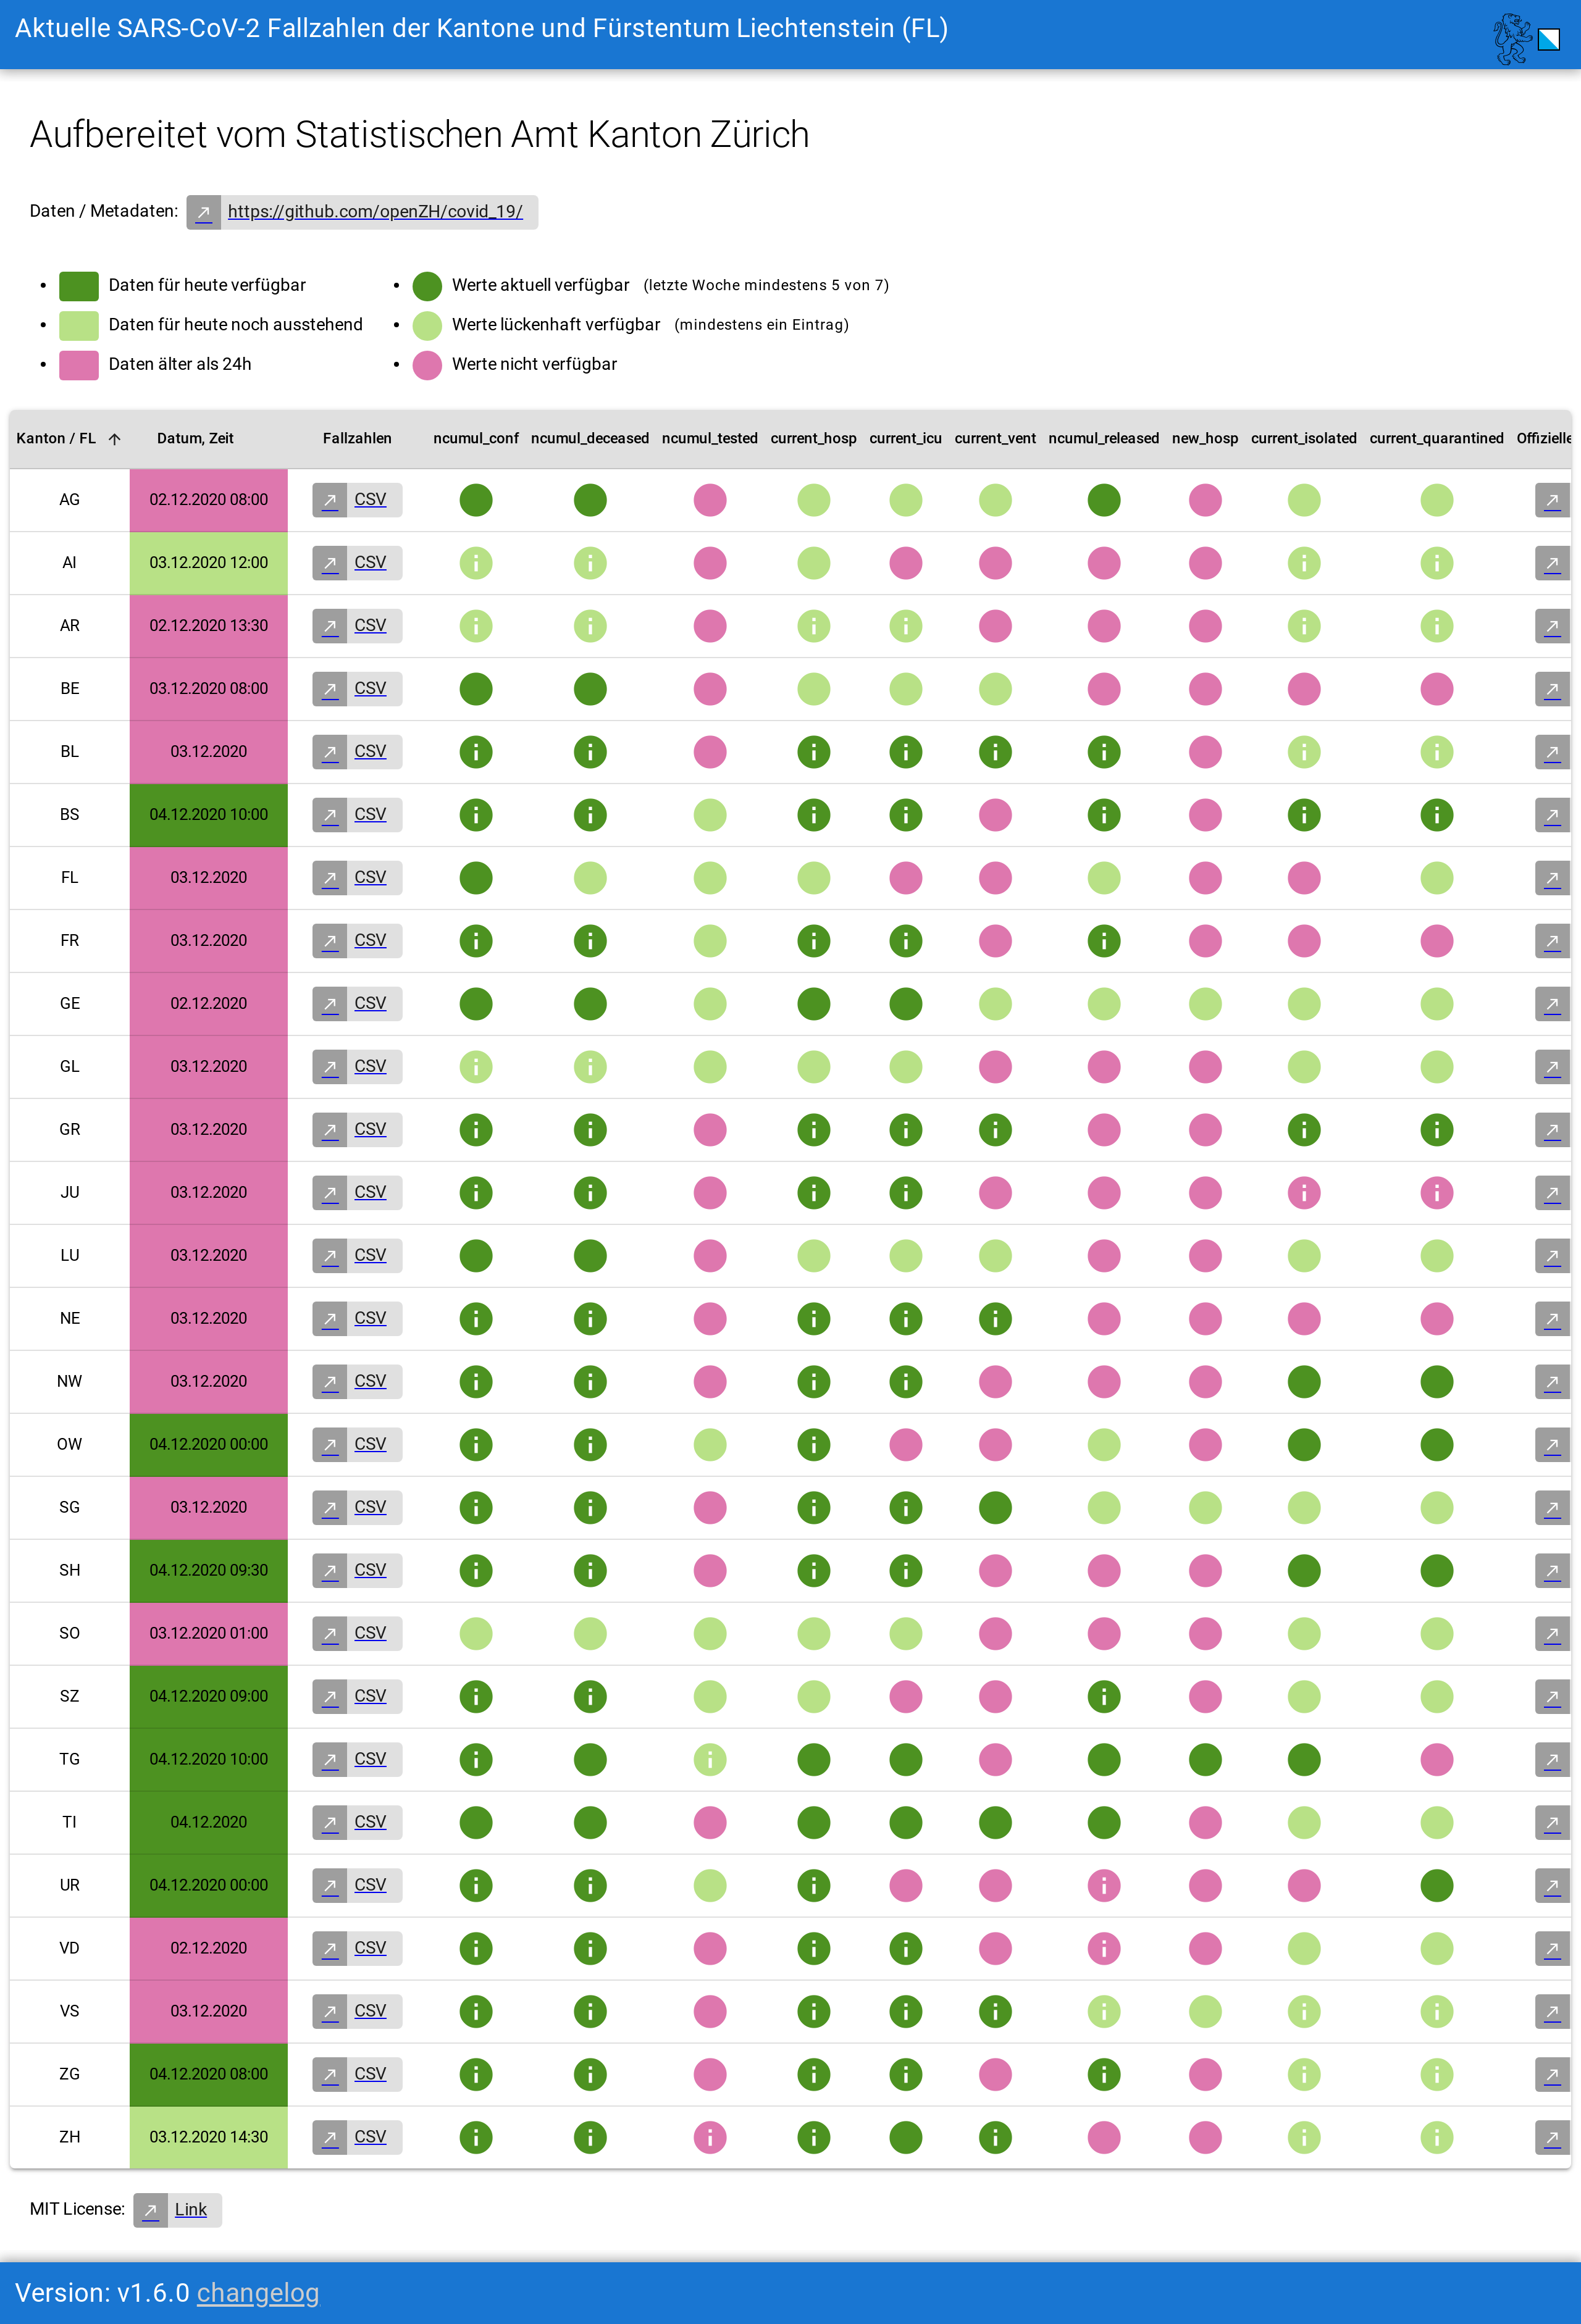 Aktuelle SARS-CoV-2 Fallzahlen der Kantone und Fürstentum Liechtenstein (FL)
Aufbereitet vom Statistischen Amt Kanton Zürich
Daten / Metadaten: https://github.com/openZH/covid_19/
Daten für heute verfügbar
Daten für heute noch ausstehend
Daten älter als 24h
Werte aktuell verfügbar (letzte Woche mindestens 5 von 7)
Werte lückenhaft verfügbar (mindestens ein Eintrag)
Werte nicht verfügbar
Kanton / FL Datum, Zeit Fallzahlen ncumul_conf ncumul_deceased ncumul_tested current_hosp current_icu current_vent ncumul_released new_hosp current_isolated current_quarantined Offizielle
AG 02.12.2020 08:00 CSV
AI 03.12.2020 12:00 CSV
AR 02.12.2020 13:30 CSV
BE 03.12.2020 08:00 CSV
BL 03.12.2020 CSV
BS 04.12.2020 10:00 CSV
FL 03.12.2020 CSV
FR 03.12.2020 CSV
GE 02.12.2020 CSV
GL 03.12.2020 CSV
GR 03.12.2020 CSV
JU 03.12.2020 CSV
LU 03.12.2020 CSV
NE 03.12.2020 CSV
NW 03.12.2020 CSV
OW 04.12.2020 00:00 CSV
SG 03.12.2020 CSV
SH 04.12.2020 09:30 CSV
SO 03.12.2020 01:00 CSV
SZ 04.12.2020 09:00 CSV
TG 04.12.2020 10:00 CSV
TI 04.12.2020 CSV
UR 04.12.2020 00:00 CSV
VD 02.12.2020 CSV
VS 03.12.2020 CSV
ZG 04.12.2020 08:00 CSV
ZH 03.12.2020 14:30 CSV
MIT License: Link
Version: v1.6.0 changelog